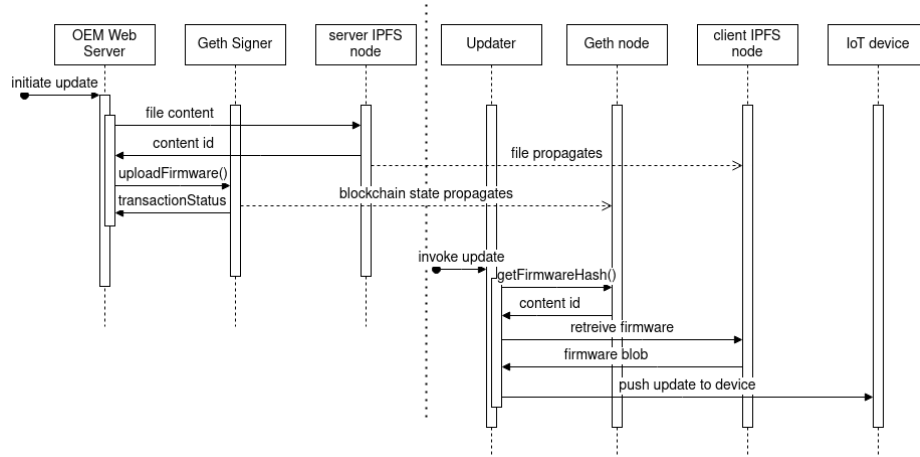 OEM Web
Server
Geth Signer
server IPFS
node
Updater
Geth node
client IPFS
node
IoT device
initiate update
file content
content id
file propagates
uploadFirmware()
blockchain state propagates
transactionStatus
invoke update
getFirmwareHash()
content id
retreive firmware
firmware blob
push update to device